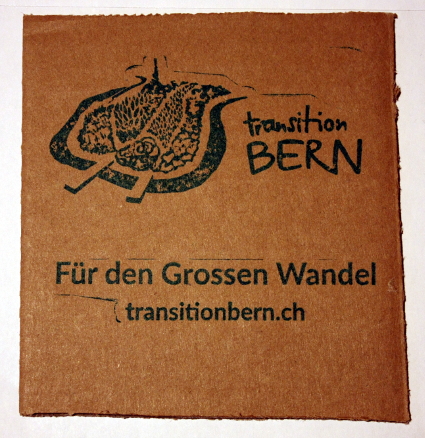 transition
BERN
Für den Grossen Wandel
transitionbern.ch